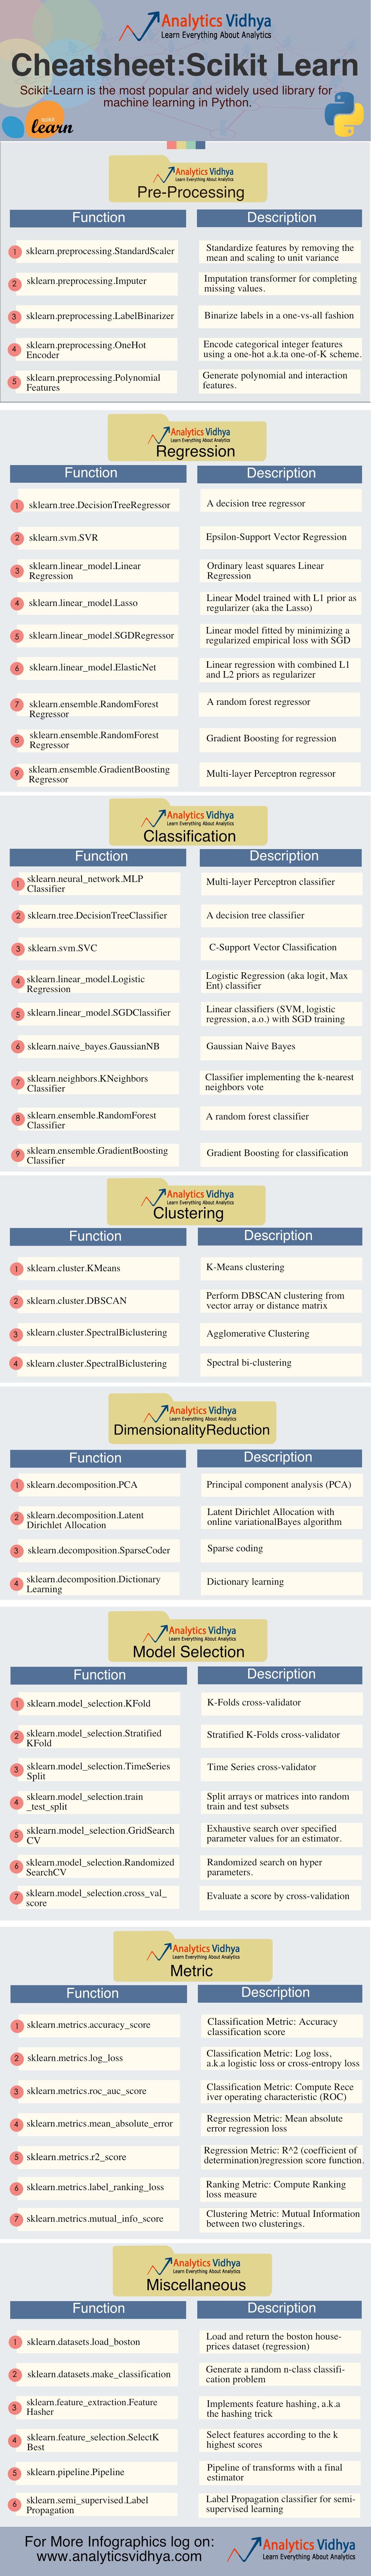 Analytics Vidhya
Learn Everything About Analytics
Cheatsheet:Scikit Learn
Scikit-Learn is the most popular and widely used library for
machine learning in Python.
scikit
learn
Analytics Vidhya
Learn Everything About Analytics
Pre-Processing
Function
Description
1 sklearn.preprocessing.StandardScaler
Standardize features by removing the
mean and scaling to unit variance
2 sklearn.preprocessing.Imputer
Imputation transformer for completing
missing values.
3 sklearn.preprocessing.LabelBinarizer
Binarize labels in a one-vs-all fashion
4 sklearn.preprocessing.OneHot
Encoder
Encode categorical integer features
using a one-hot a.k.ta one-of-K scheme.
5 sklearn.preprocessing.Polynomial
Features
Generate polynomial and interaction
features.
Analytics Vidhya
Learn Everything About Analytics
Regression
Function
Description
1 sklearn.tree.DecisionTreeRegressor
A decision tree regressor
2 sklearn.svm.SVR
Epsilon-Support Vector Regression
3 sklearn.linear_model.Linear
Regression
Ordinary least squares Linear
Regression
4 sklearn.linear_model.Lasso
Linear Model trained with L1 prior as
regularizer (aka the Lasso)
5 sklearn.linear_model.SGDRegressor
Linear model fitted by minimizing a
regularized empirical loss with SGD
6 sklearn.linear_model.ElasticNet
Linear regression with combined L1
and L2 priors as regularizer
7 sklearn.ensemble.RandomForest
Regressor
A random forest regressor
8 sklearn.ensemble.RandomForest
Regressor
Gradient Boosting for regression
9 sklearn.ensemble.GradientBoosting
Regressor
Multi-layer Perceptron regressor
Analytics Vidhya
Learn Everything About Analytics
Classification
Function
Description
1 sklearn.neural_network.MLP
Classifier
Multi-layer Perceptron classifier
2 sklearn.tree.DecisionTreeClassifier
A decision tree classifier
3 sklearn.svm.SVC
C-Support Vector Classification
4 sklearn.linear_model.Logistic
Regression
Logistic Regression (aka logit, Max
Ent) classifier
5 sklearn.linear_model.SGDClassifier
Linear classifiers (SVM, logistic
regression, a.o.) with SGD training
6 sklearn.naive_bayes.GaussianNB
Gaussian Naive Bayes
7 sklearn.neighbors.KNeighbors
Classifier
Classifier implementing the k-nearest
neighbors vote
8 sklearn.ensemble.RandomForest
Classifier
A random forest classifier
9 sklearn.ensemble.GradientBoosting
Classifier
Gradient Boosting for classification
Analytics Vidhya
Learn Everything About Analytics
Clustering
Function
Description
1 sklearn.cluster.KMeans
K-Means clustering
2 sklearn.cluster.DBSCAN
Perform DBSCAN clustering from
vector array or distance matrix
3 sklearn.cluster.SpectralBiclustering
Agglomerative Clustering
4 sklearn.cluster.SpectralBiclustering
Spectral bi-clustering
Analytics Vidhya
Learn Everything About Analytics
DimensionalityReduction
Function
Description
1 sklearn.decomposition.PCA
Principal component analysis (PCA)
2 sklearn.decomposition.Latent
Dirichlet Allocation
Latent Dirichlet Allocation with
online variationalBayes algorithm
3 sklearn.decomposition.SparseCoder
Sparse coding
4 sklearn.decomposition.Dictionary
Learning
Dictionary learning
Analytics Vidhya
Learn Everything About Analytics
Model Selection
Function
Description
1 sklearn.model_selection.KFold
K-Folds cross-validator
2 sklearn.model_selection.Stratified
KFold
Stratified K-Folds cross-validator
3 sklearn.model_selection.TimeSeries
Split
Time Series cross-validator
4 sklearn.model_selection.train
_test_split
Split arrays or matrices into random
train and test subsets
5 sklearn.model_selection.GridSearch
CV
Exhaustive search over specified
parameter values for an estimator.
6 sklearn.model_selection.Randomized
SearchCV
Randomized search on hyper
parameters.
7 sklearn.model_selection.cross_val_
score
Evaluate a score by cross-validation
Analytics Vidhya
Learn Everything About Analytics
Metric
Function
Description
1 sklearn.metrics.accuracy_score
Classification Metric: Accuracy
classification score
2 sklearn.metrics.log_loss
Classification Metric: Log loss,
a.k.a logistic loss or cross-entropy loss
3 sklearn.metrics.roc_auc_score
Classification Metric: Compute Rece
iver operating characteristic (ROC)
4 sklearn.metrics.mean_absolute_error
Regression Metric: Mean absolute
error regression loss
5 sklearn.metrics.r2_score
Regression Metric: R^2 (coefficient of
determination)regression score function.
6 sklearn.metrics.label_ranking_loss
Ranking Metric: Compute Ranking
loss measure
7 sklearn.metrics.mutual_info_score
Clustering Metric: Mutual Information
between two clusterings.
Analytics Vidhya
Learn Everything About Analytics
Miscellaneous
Function
Description
1 sklearn.datasets.load_boston
Load and return the boston house-
prices dataset (regression)
2 sklearn.datasets.make_classification
Generate a random n-class classifi-
cation problem
3 sklearn.feature_extraction.Feature
Hasher
Implements feature hashing, a.k.a
the hashing trick
4 sklearn.feature_selection.SelectK
Best
Select features according to the k
highest scores
5 sklearn.pipeline.Pipeline
Pipeline of transforms with a final
estimator
6 sklearn.semi_supervised.Label
Propagation
Label Propagation classifier for semi-
supervised learning
For More Infographics log on:
www.analyticsvidhya.com
Analytics Vidhya
Learn Everything About Analytics